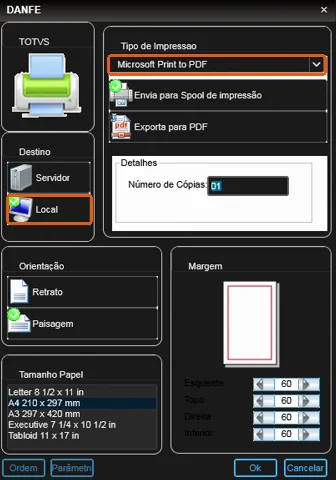 DANFE
TOTVS
Tipo de Impressao
Microsoft Print to PDF
Envia para Spool de impressão
pdf
Exporta para PDF
Detalhes
Número de Cópias: 01
Destino
Servidor
Local
Orientação
Retrato
Paisagem
Margem
Esquerda 60
Topo 60
Direita 60
Inferior 60
Tamanho Papel
Letter 8 1/2 x 11 in
A4 210 x 297 mm
A3 297 x 420 mm
Executive 7 1/4 x 10 1/2 in
Tabloid 11 x 17 in
Ordem
Parâmetr
Ok
Cancelar